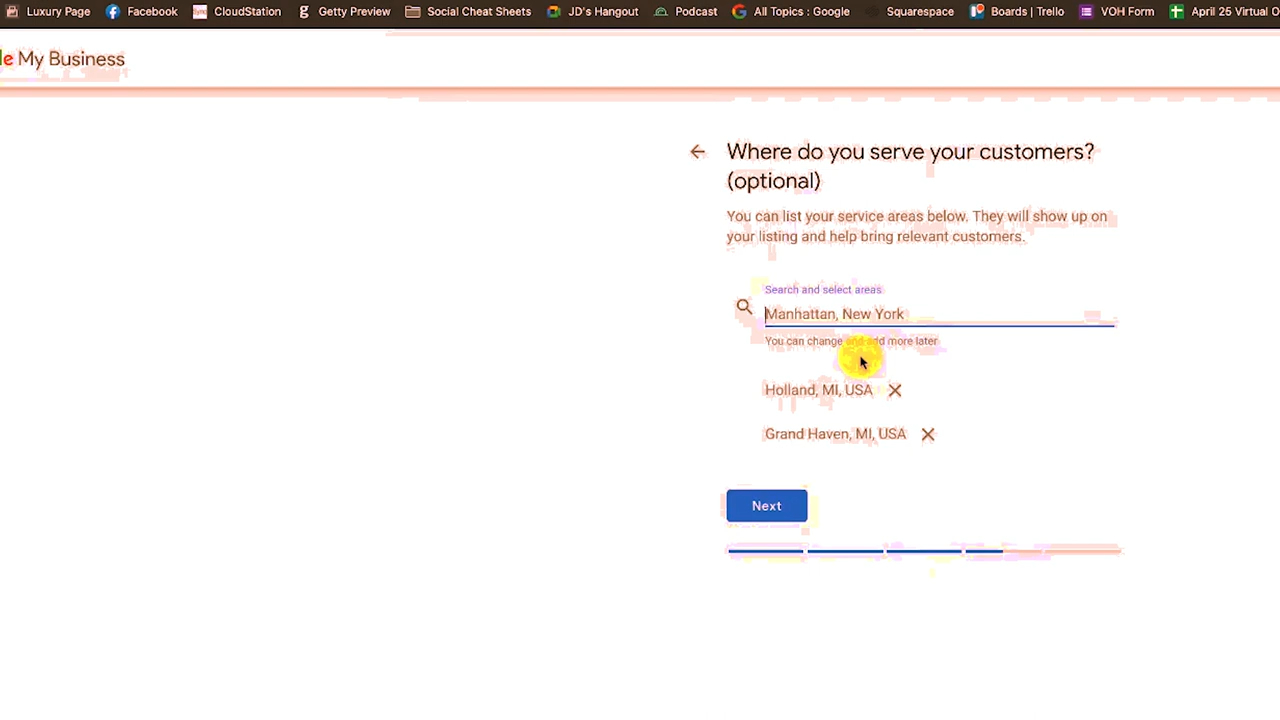 Luxury Page Facebook CloudStation Getty Preview Social Cheat Sheets JD's Hangout Podcast All Topics : Google Squarespace Boards | Trello VOH Form April 25 Virtual O
le My Business
Where do you serve your customers?
(optional)
You can list your service areas below. They will show up on
your listing and help bring relevant customers.
Search and select areas
Manhattan, New York
You can change and add more later
Holland, MI, USA
Grand Haven, MI, USA
Next